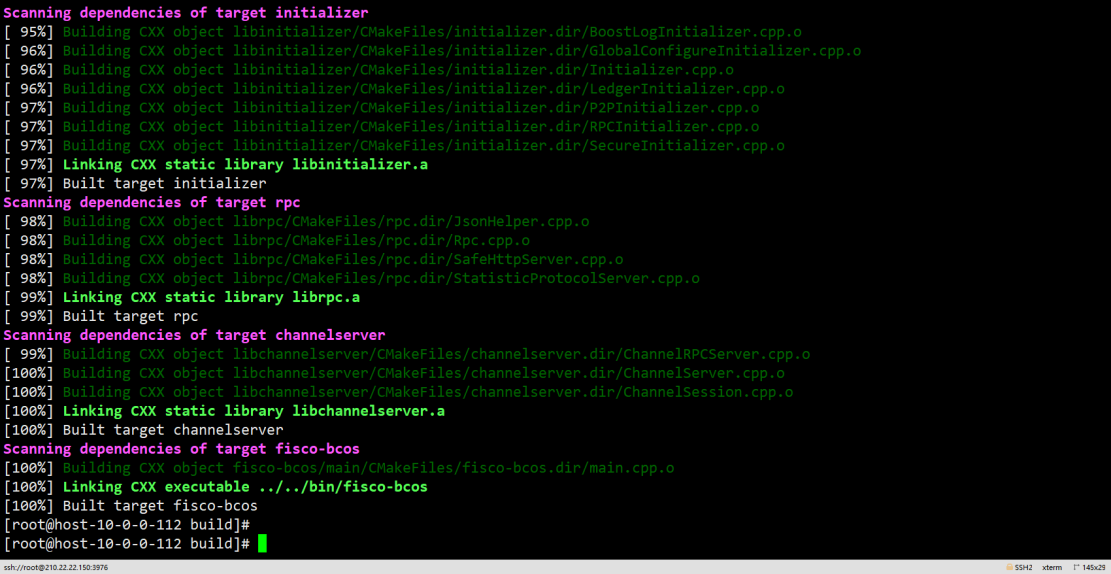 Scanning dependencies of target initializer
[ 95%] Building CXX object libinitializer/CMakeFiles/initializer.dir/BoostLogInitializer.cpp.o
[ 96%] Building CXX object libinitializer/CMakeFiles/initializer.dir/GlobalConfigureInitializer.cpp.o
[ 96%] Building CXX object libinitializer/CMakeFiles/initializer.dir/Initializer.cpp.o
[ 96%] Building CXX object libinitializer/CMakeFiles/initializer.dir/LedgerInitializer.cpp.o
[ 97%] Building CXX object libinitializer/CMakeFiles/initializer.dir/P2PInitializer.cpp.o
[ 97%] Building CXX object libinitializer/CMakeFiles/initializer.dir/RPCInitializer.cpp.o
[ 97%] Building CXX object libinitializer/CMakeFiles/initializer.dir/SecureInitializer.cpp.o
[ 97%] Linking CXX static library libinitializer.a
[ 97%] Built target initializer
Scanning dependencies of target rpc
[ 98%] Building CXX object librpc/CMakeFiles/rpc.dir/JsonHelper.cpp.o
[ 98%] Building CXX object librpc/CMakeFiles/rpc.dir/Rpc.cpp.o
[ 98%] Building CXX object librpc/CMakeFiles/rpc.dir/SafeHttpServer.cpp.o
[ 98%] Building CXX object librpc/CMakeFiles/rpc.dir/StatisticProtocolServer.cpp.o
[ 99%] Linking CXX static library librpc.a
[ 99%] Built target rpc
Scanning dependencies of target channelserver
[ 99%] Building CXX object libchannelserver/CMakeFiles/channelserver.dir/ChannelRPCServer.cpp.o
[100%] Building CXX object libchannelserver/CMakeFiles/channelserver.dir/ChannelServer.cpp.o
[100%] Building CXX object libchannelserver/CMakeFiles/channelserver.dir/ChannelSession.cpp.o
[100%] Linking CXX static library libchannelserver.a
[100%] Built target channelserver
Scanning dependencies of target fisco-bcos
[100%] Building CXX object fisco-bcos/main/CMakeFiles/fisco-bcos.dir/main.cpp.o
[100%] Linking CXX executable ../../bin/fisco-bcos
[100%] Built target fisco-bcos
[root@host-10-0-0-112 build]#
[root@host-10-0-0-112 build]#
ssh://root@210.22.22.150:3976 SSH2 xterm 145x29